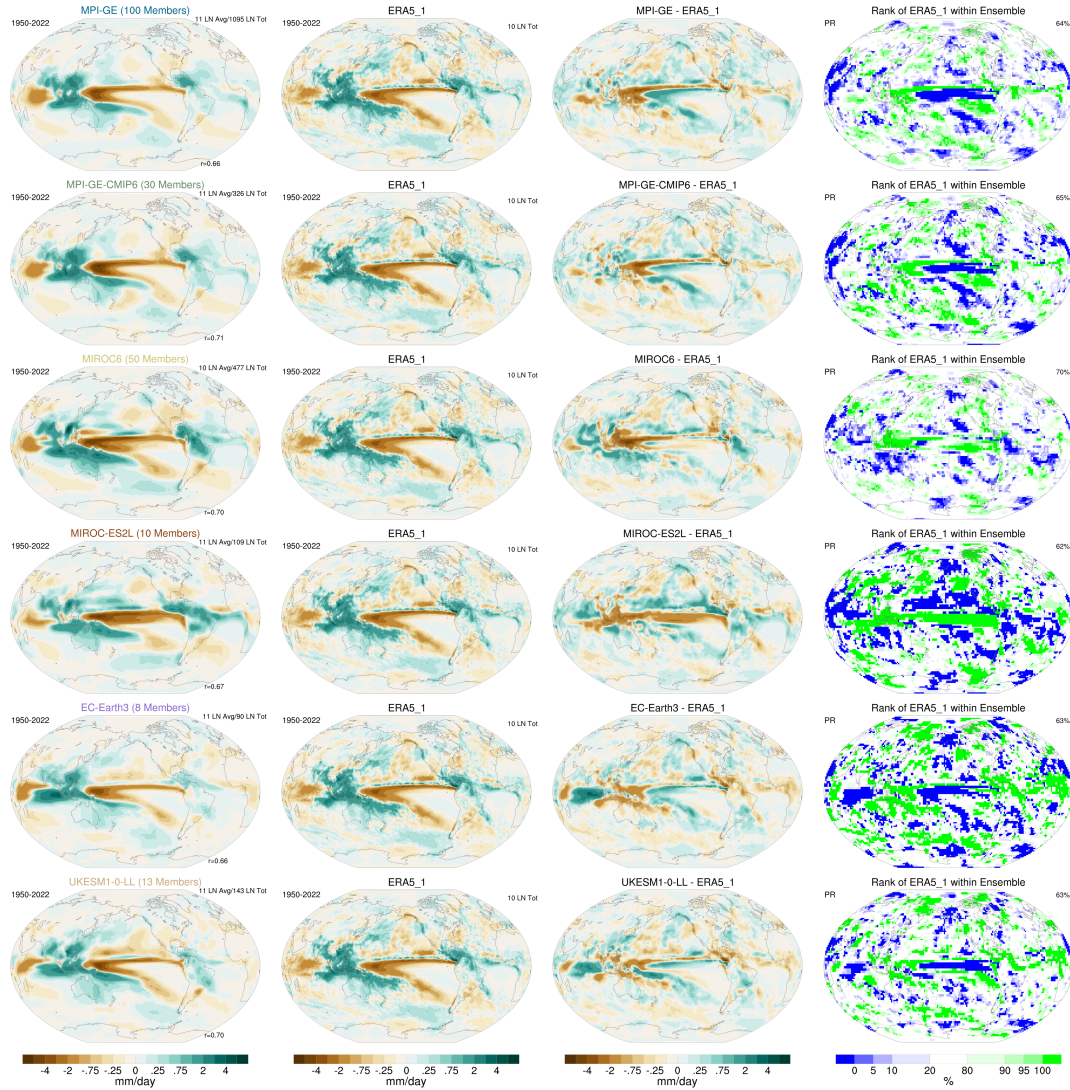 MPI-GE (100 Members)
1950-2022
11 LN Avg/1095 LN Tot
r=0.66
ERA5_1
10 LN Tot
MPI-GE - ERA5_1
Rank of ERA5_1 within Ensemble
PR
64%
MPI-GE-CMIP6 (30 Members)
1950-2022
11 LN Avg/326 LN Tot
r=0.71
ERA5_1
10 LN Tot
MPI-GE-CMIP6 - ERA5_1
Rank of ERA5_1 within Ensemble
PR
65%
MIROC6 (50 Members)
1950-2022
10 LN Avg/477 LN Tot
r=0.70
ERA5_1
10 LN Tot
MIROC6 - ERA5_1
Rank of ERA5_1 within Ensemble
PR
70%
MIROC-ES2L (10 Members)
1950-2022
11 LN Avg/109 LN Tot
r=0.67
ERA5_1
10 LN Tot
MIROC-ES2L - ERA5_1
Rank of ERA5_1 within Ensemble
PR
62%
EC-Earth3 (8 Members)
1950-2022
11 LN Avg/90 LN Tot
r=0.66
ERA5_1
10 LN Tot
EC-Earth3 - ERA5_1
Rank of ERA5_1 within Ensemble
PR
63%
UKESM1-0-LL (13 Members)
1950-2022
11 LN Avg/143 LN Tot
r=0.70
ERA5_1
10 LN Tot
UKESM1-0-LL - ERA5_1
Rank of ERA5_1 within Ensemble
PR
63%
-4 -2 -.75 -.25 0 .25 .75 2 4
mm/day
-4 -2 -.75 -.25 0 .25 .75 2 4
mm/day
-4 -2 -.75 -.25 0 .25 .75 2 4
mm/day
0 5 10 20 80 90 95 100
%